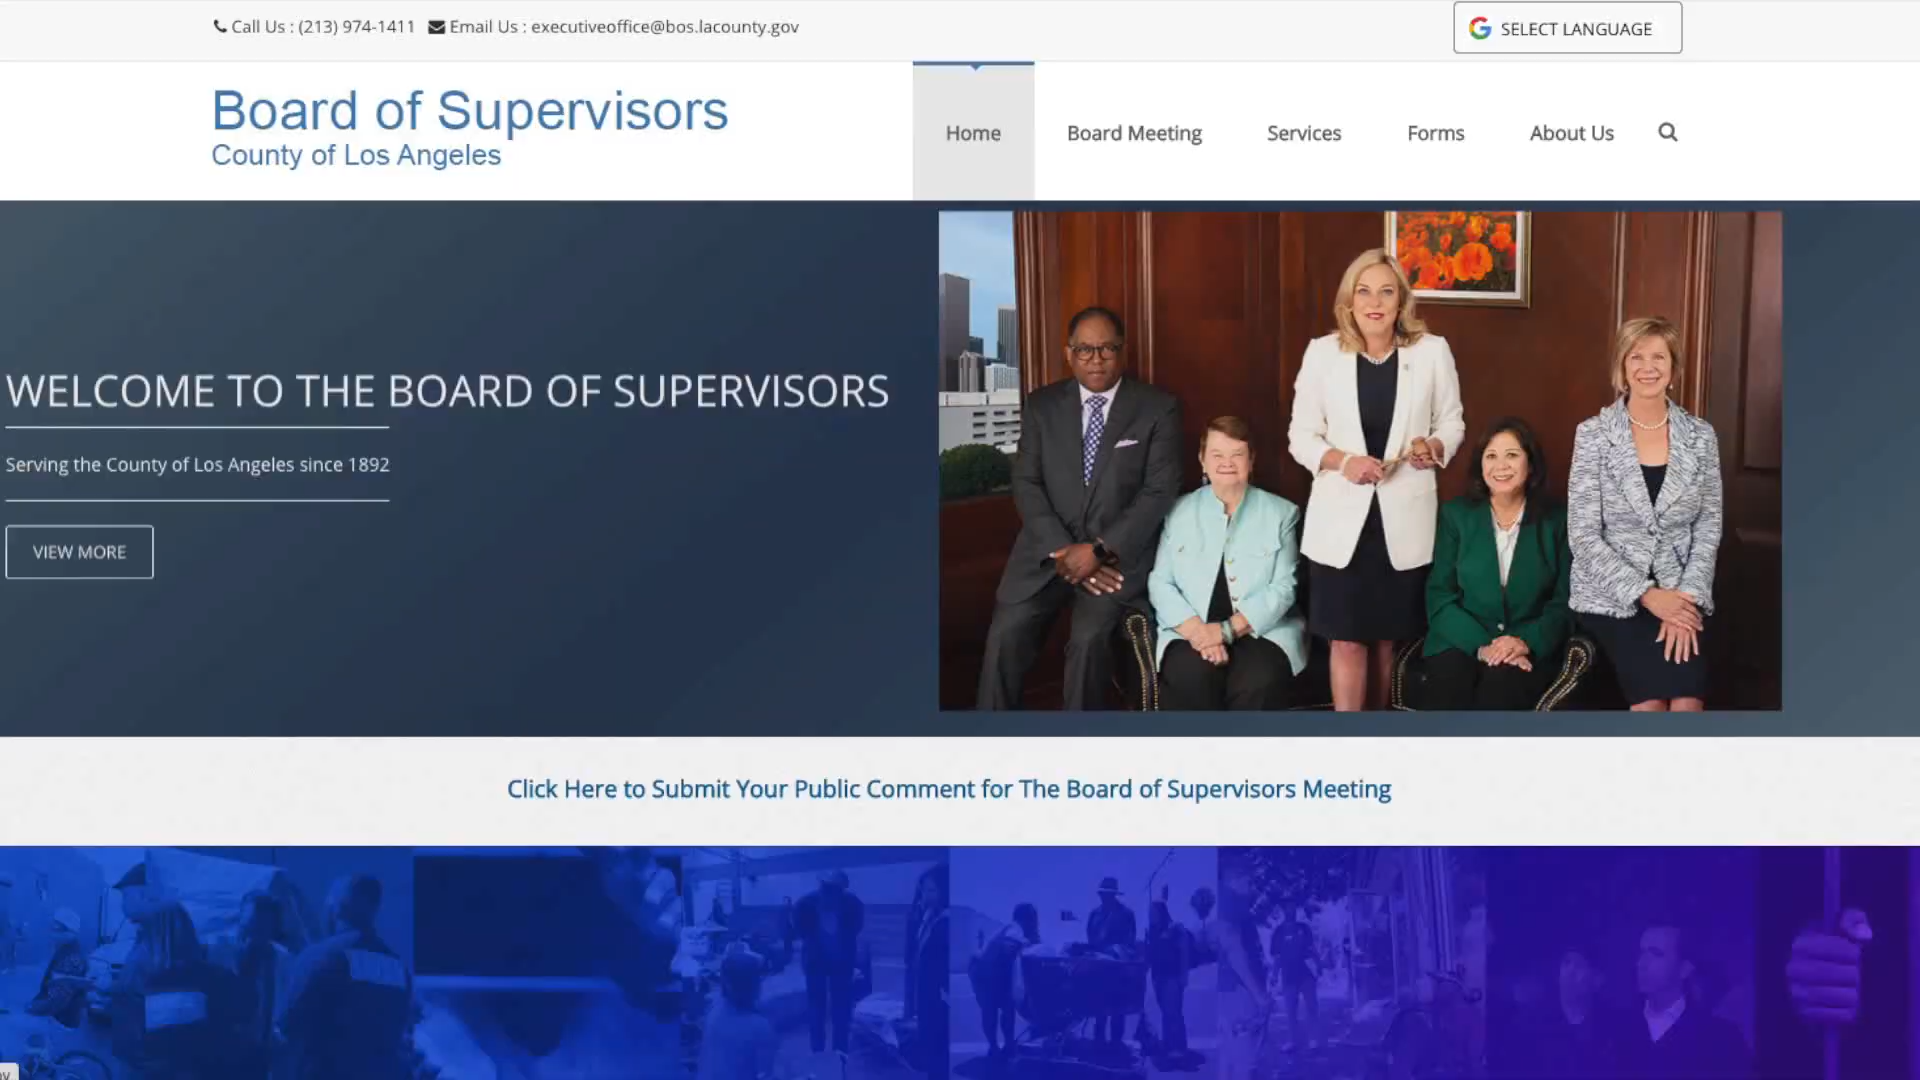 Call Us : (213) 974-1411 Email Us : executiveoffice@bos.lacounty.gov
SELECT LANGUAGE
Board of Supervisors
County of Los Angeles
Home Board Meeting Services Forms About Us
WELCOME TO THE BOARD OF SUPERVISORS
Serving the County of Los Angeles since 1892
VIEW MORE
Click Here to Submit Your Public Comment for The Board of Supervisors Meeting